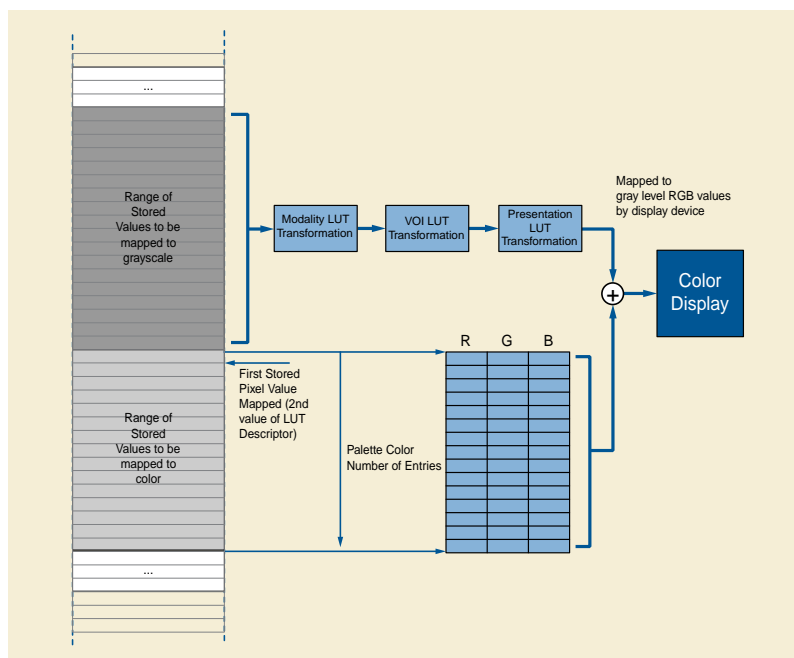 ...
Range of
Stored
Values to be
mapped to
grayscale
Modality LUT
Transformation
VOI LUT
Transformation
Presentation
LUT
Transformation
Mapped to
gray level RGB values
by display device
+
Color
Display
R G B
First Stored
Pixel Value
Mapped (2nd
value of LUT
Descriptor)
Range of
Stored
Values to be
mapped to
color
Palette Color
Number of Entries
...